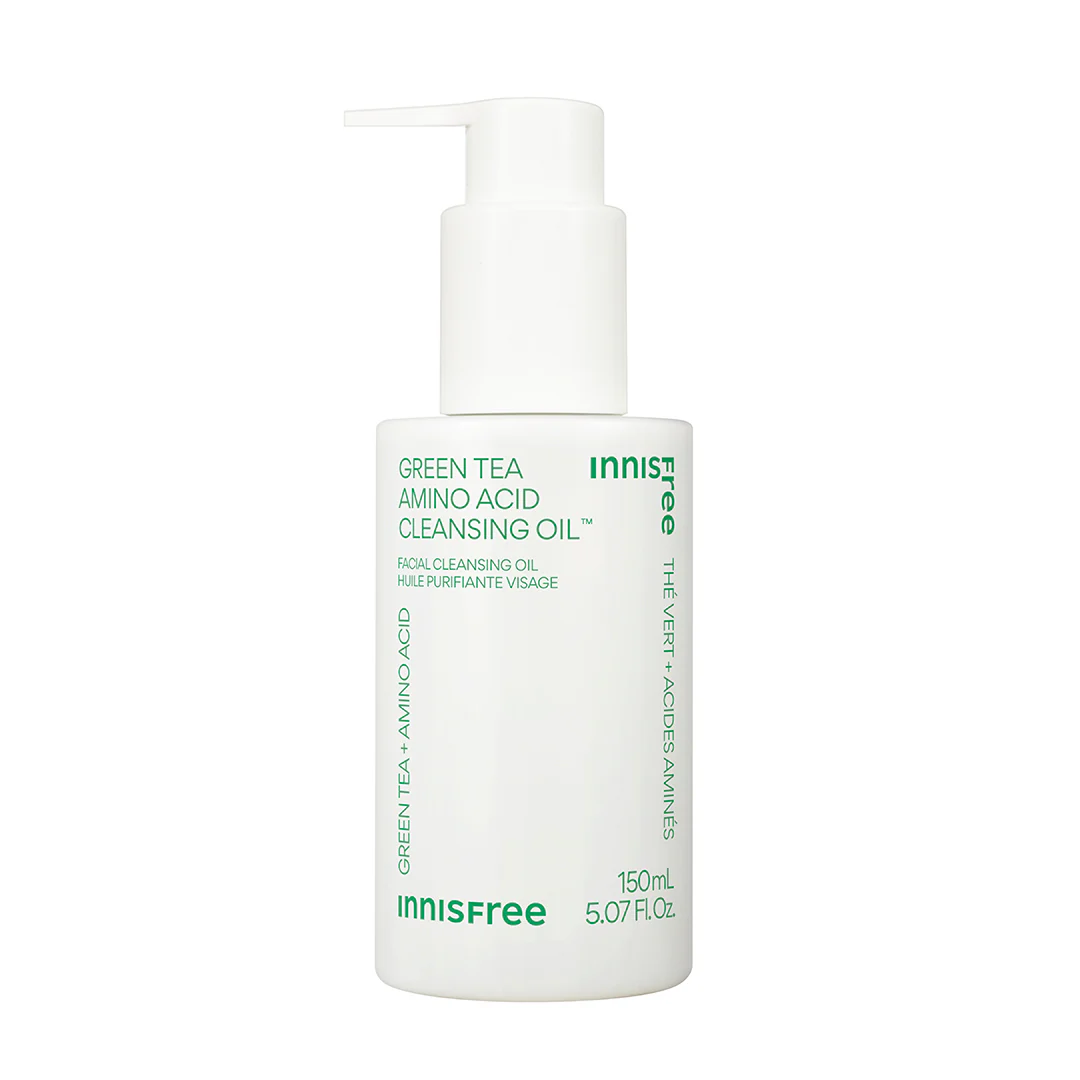 GREEN TEA
AMINO ACID
CLEANSING OIL™
FACIAL CLEANSING OIL
HUILE PURIFIANTE VISAGE
INNISFree
THÉ VERT + ACIDES AMINÉS
GREEN TEA + AMINO ACID
INNISFree
150mL
5.07 Fl.Oz.